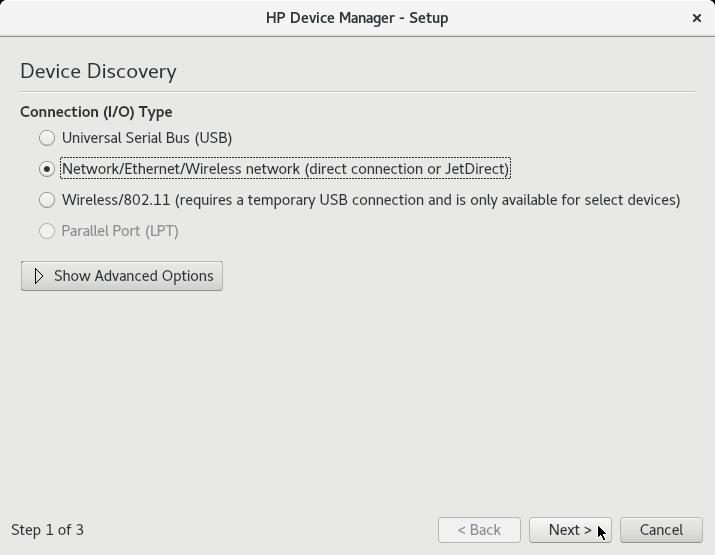 HP Device Manager - Setup
Device Discovery
Connection (I/O) Type
Universal Serial Bus (USB)
Network/Ethernet/Wireless network (direct connection or JetDirect)
Wireless/802.11 (requires a temporary USB connection and is only available for select devices)
Parallel Port (LPT)
Show Advanced Options
Step 1 of 3
< Back
Next >
Cancel